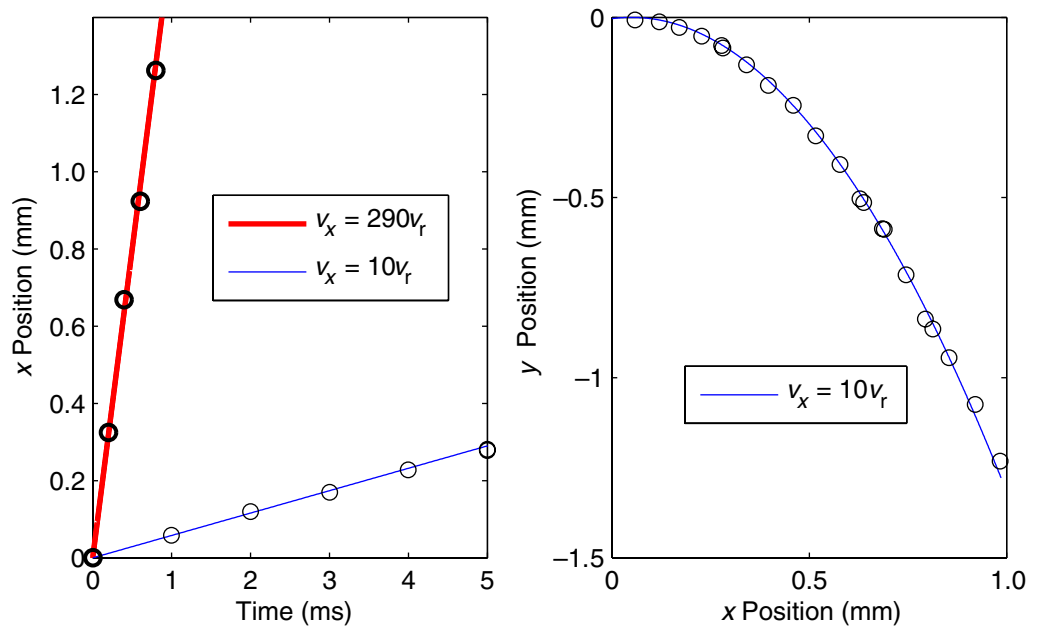 1.2
1.0
0.8
0.6
0.4
0.2
0
x Position (mm)
0 1 2 3 4 5
Time (ms)
vx = 290vr
vx = 10vr
0
−0.5
−1
−1.5
y Position (mm)
0 0.5 1.0
x Position (mm)
vx = 10vr